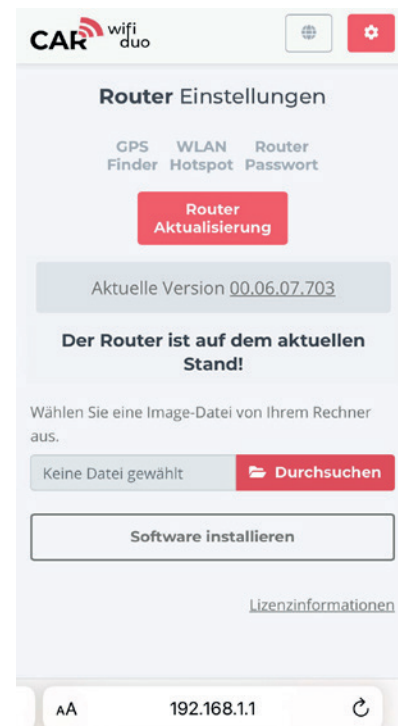 CAR wifi
duo
Router Einstellungen
GPS WLAN Router
Finder Hotspot Passwort
Router
Aktualisierung
Aktuelle Version 00.06.07.703
Der Router ist auf dem aktuellen
Stand!
Wählen Sie eine Image-Datei von Ihrem Rechner
aus.
Keine Datei gewählt Durchsuchen
Software installieren
Lizenzinformationen
AA 192.168.1.1